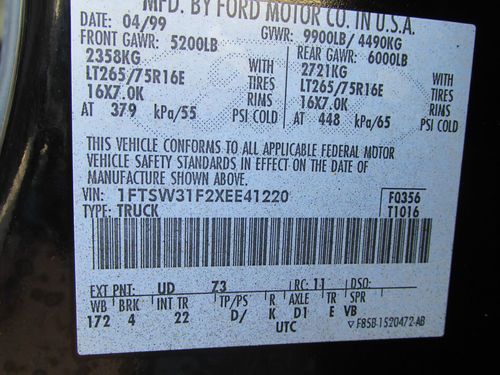 MFD. BY FORD MOTOR CO. IN U.S.A.
DATE: 04/99 GVWR: 9900LB/ 4490KG
FRONT GAWR: 5200LB REAR GAWR: 6000LB
2358KG WITH 2721KG WITH
LT265/75R16E TIRES LT265/75R16E TIRES
16X7.0K RIMS 16X7.0K RIMS
AT 379 kPa/55 PSI COLD AT 448 kPa/65 PSI COLD
THIS VEHICLE CONFORMS TO ALL APPLICABLE FEDERAL MOTOR
VEHICLE SAFETY STANDARDS IN EFFECT ON THE DATE OF
MANUFACTURE SHOWN ABOVE.
VIN: 1FTSW31F2XEE41220 F0356
TYPE: TRUCK T1016
EXT PNT: UD 73 RC: 11 DSO:
WB BRK INT TR TP/PS R AXLE TR SPR
172 4 22 D/ K D1 E VB
UTC F85B-1520472-AB